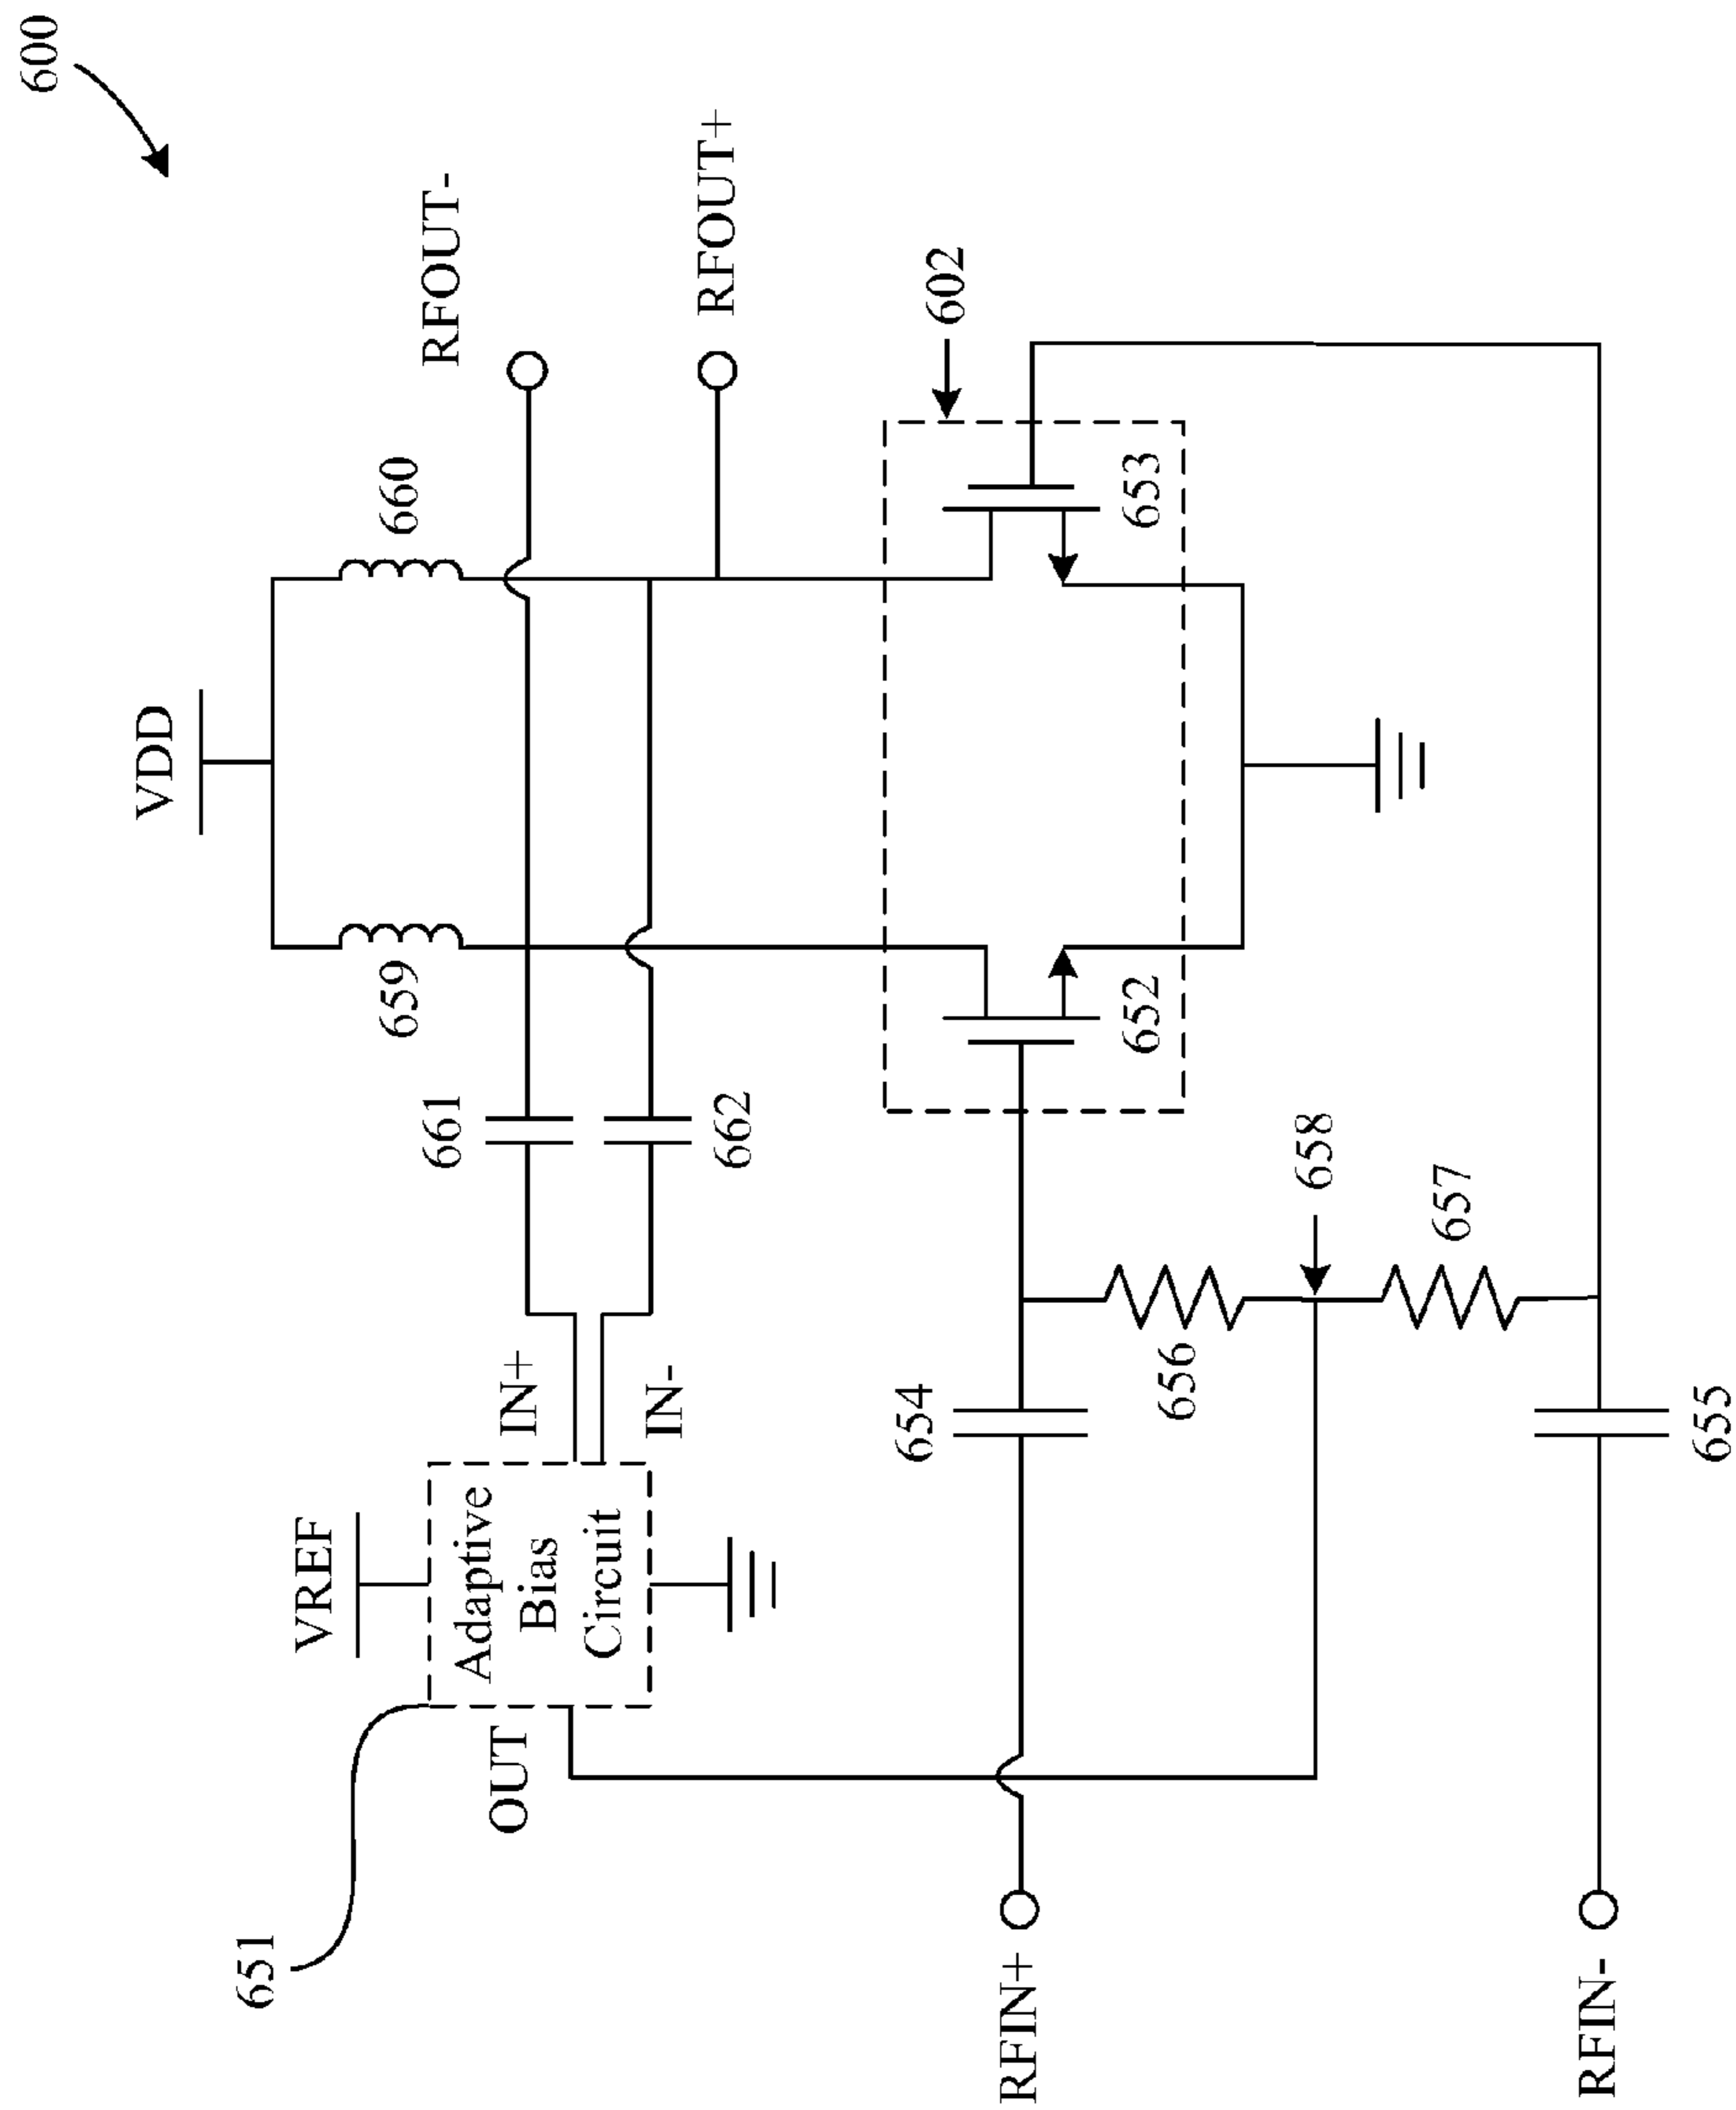 600
VDD
659
660
RFOUT-
RFOUT+
661
662
651
VREF
Adaptive
Bias
Circuit
OUT
IN+
IN-
602
652
653
654
656
658
657
655
RFIN+
RFIN-